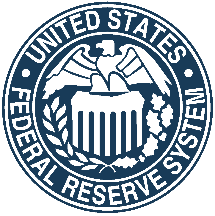 UNITED STATES
FEDERAL RESERVE SYSTEM